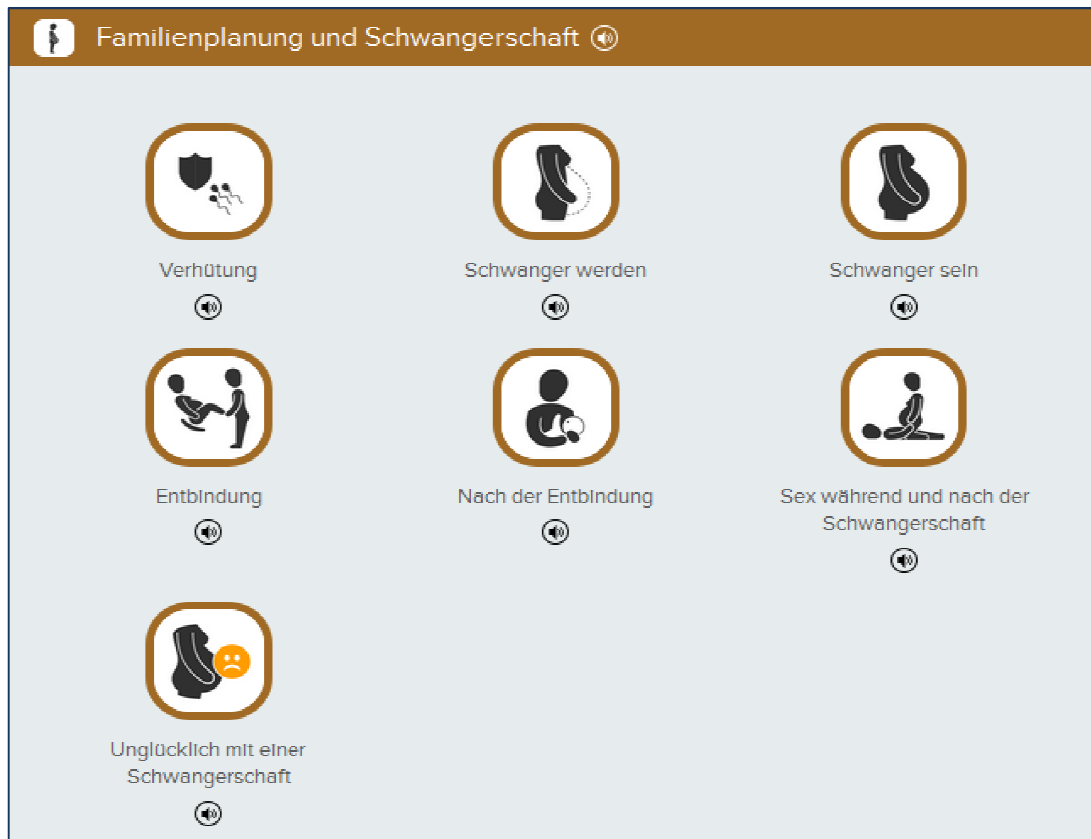 Familienplanung und Schwangerschaft
Verhütung
Schwanger werden
Schwanger sein
Entbindung
Nach der Entbindung
Sex während und nach der
Schwangerschaft
Unglücklich mit einer
Schwangerschaft